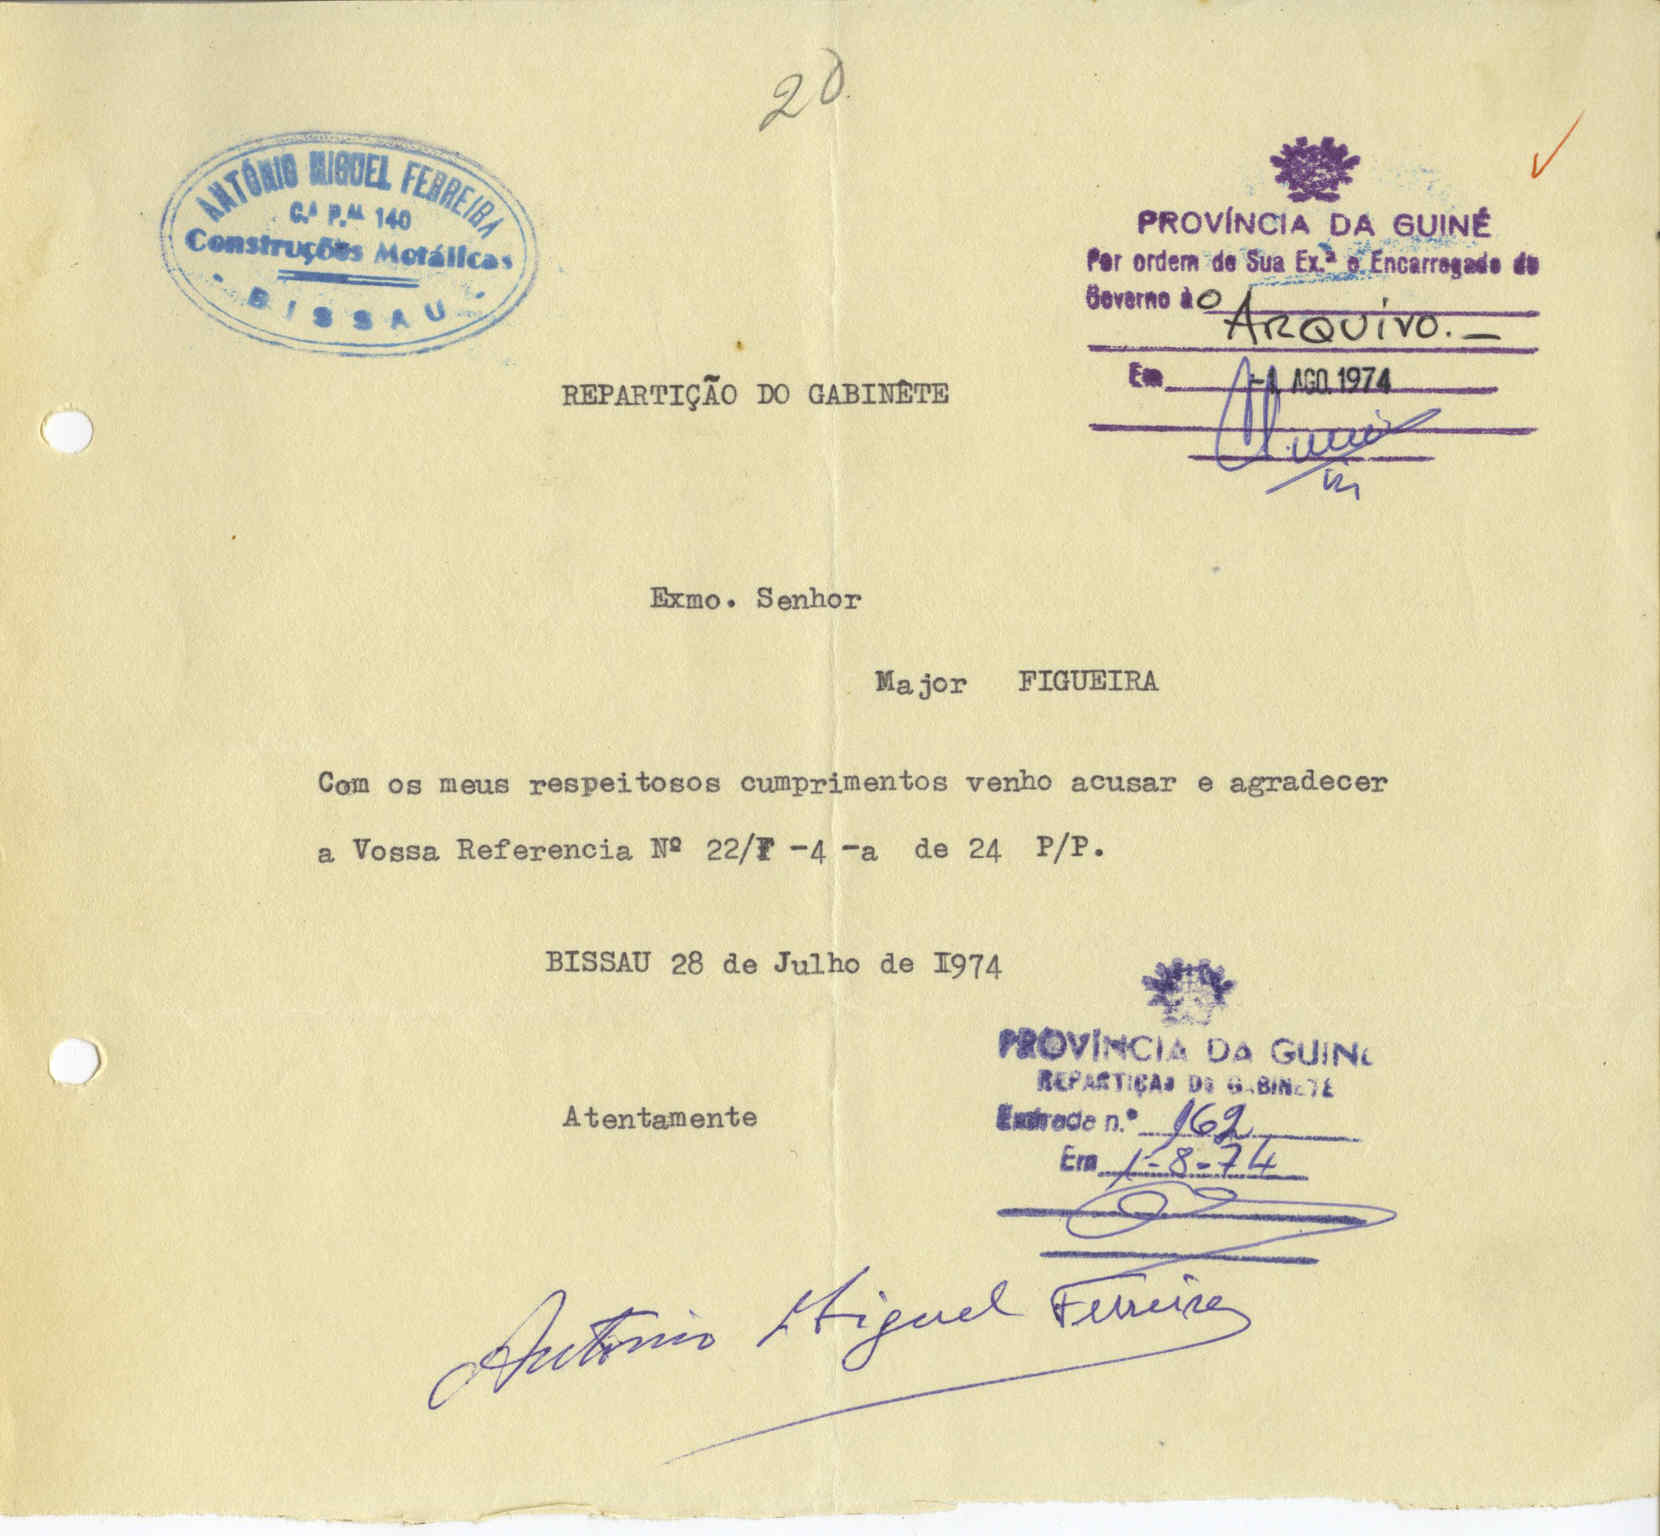 20
ANTÓNIO MIGUEL FERREIRA
C.ª P.ªˡ 140
Construções Metálicas
BISSAU
PROVÍNCIA DA GUINÉ
Por ordem de Sua Ex.ª o Encarregado do
Governo à o ARQUIVO.—
Em -1 AGO. 1974
REPARTIÇÃO DO GABINÊTE
Exmo. Senhor
Major FIGUEIRA
Com os meus respeitosos cumprimentos venho acusar e agradecer
a Vossa Referencia Nº 22/F -4 -a de 24 P/P.
BISSAU 28 de Julho de I974
PROVÍNCIA DA GUINÉ
REPARTIÇÃO DO GABINETE
Entrada n.º 162
Em 1-8-74
Atentamente
António Miguel Ferreira